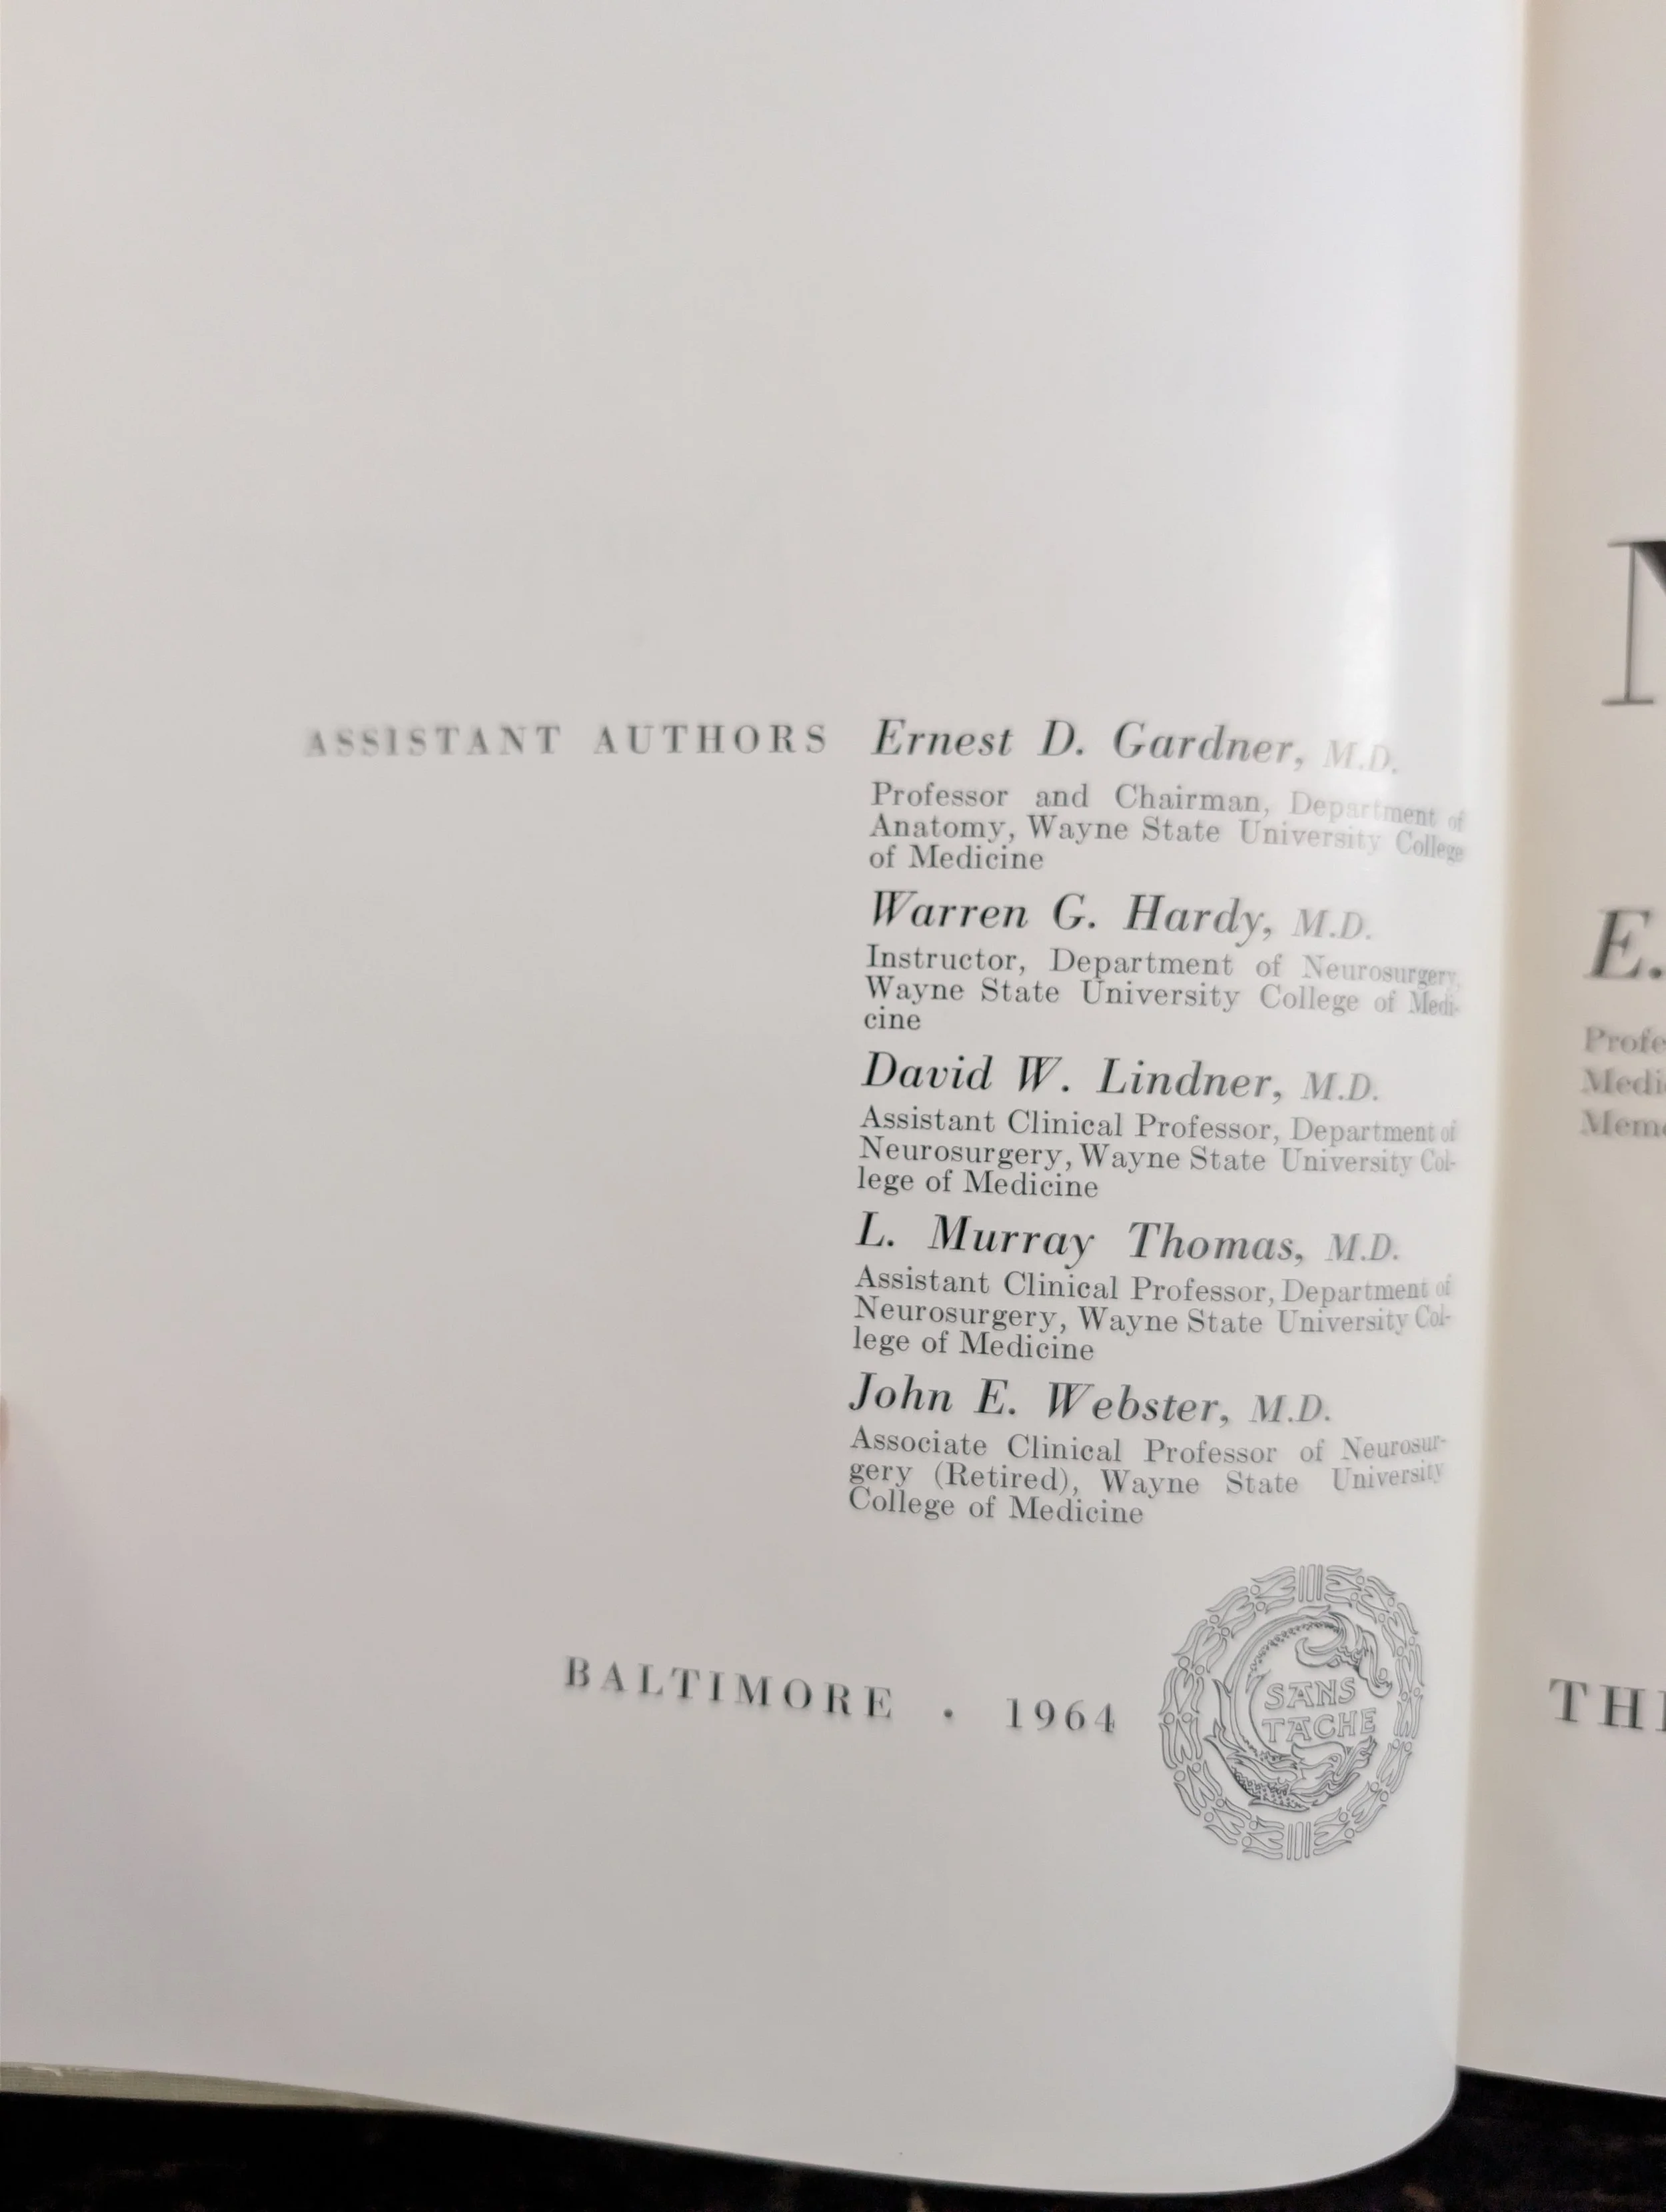 ASSISTANT AUTHORS Ernest D. Gardner, M.D.
Professor and Chairman, Department of
Anatomy, Wayne State University College
of Medicine
Warren G. Hardy, M.D.
Instructor, Department of Neurosurgery,
Wayne State University College of Medi-
cine
David W. Lindner, M.D.
Assistant Clinical Professor, Department of
Neurosurgery, Wayne State University Col-
lege of Medicine
L. Murray Thomas, M.D.
Assistant Clinical Professor, Department of
Neurosurgery, Wayne State University Col-
lege of Medicine
John E. Webster, M.D.
Associate Clinical Professor of Neurosur-
gery (Retired), Wayne State University
College of Medicine
BALTIMORE · 1964
SANS
TACHE
E.
Profe
Medi
Mem
TH